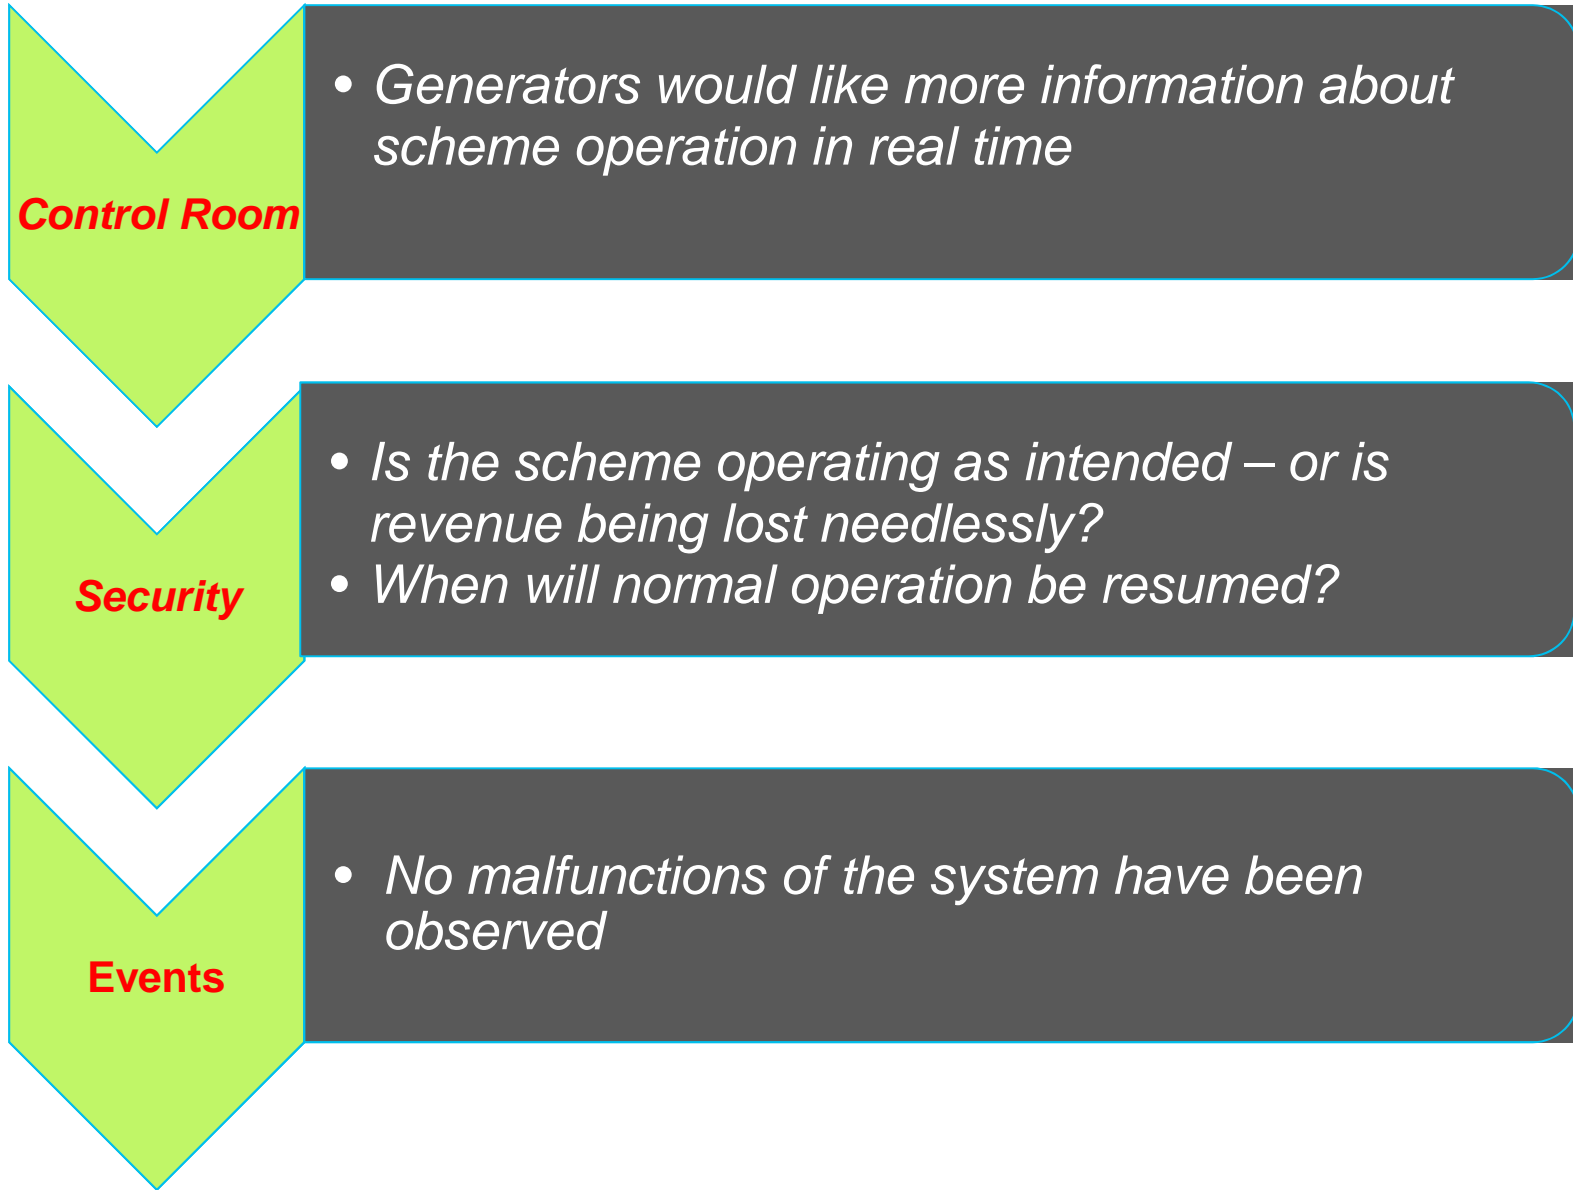 Control Room
• Generators would like more information about
scheme operation in real time
Security
• Is the scheme operating as intended – or is
revenue being lost needlessly?
• When will normal operation be resumed?
Events
• No malfunctions of the system have been
observed